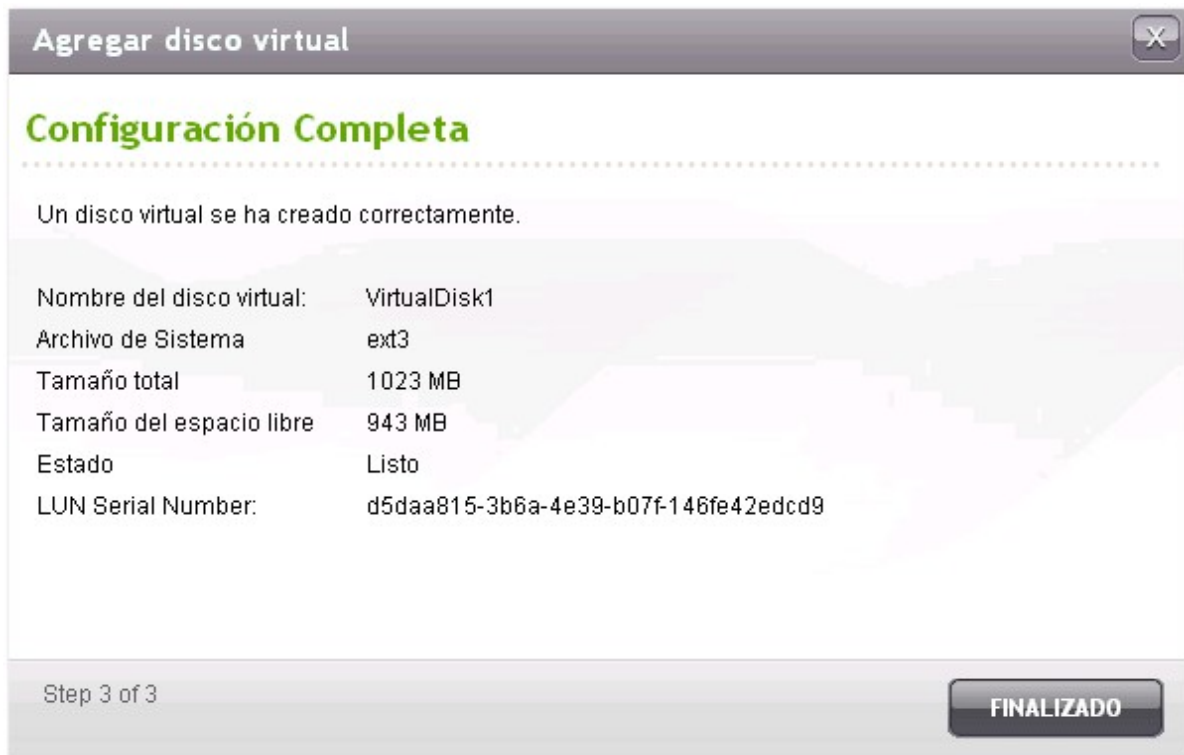 Agregar disco virtual
X
Configuración Completa
Un disco virtual se ha creado correctamente.
Nombre del disco virtual: VirtualDisk1
Archivo de Sistema ext3
Tamaño total 1023 MB
Tamaño del espacio libre 943 MB
Estado Listo
LUN Serial Number: d5daa815-3b6a-4e39-b07f-146fe42edcd9
Step 3 of 3
FINALIZADO